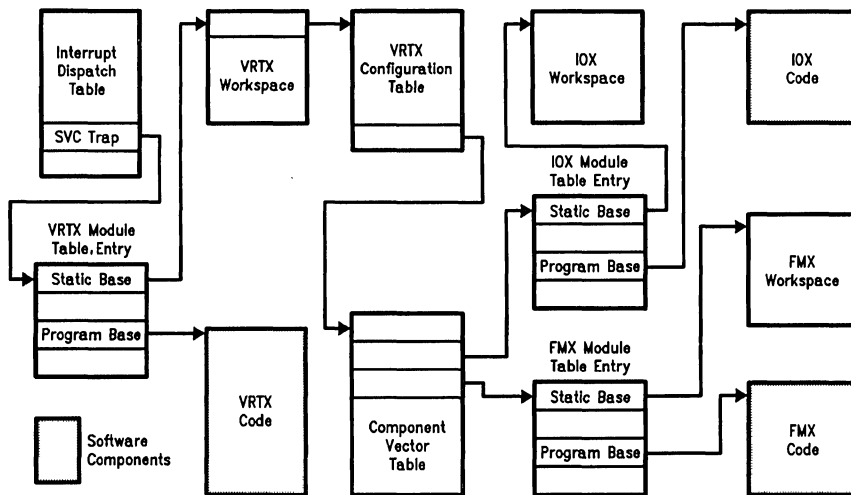 Interrupt
Dispatch
Table
SVC Trap
VRTX
Workspace
VRTX
Configuration
Table
IOX
Workspace
IOX
Code
VRTX Module
Table, Entry
Static Base
Program Base
IOX Module
Table Entry
Static Base
Program Base
FMX
Workspace
VRTX
Code
Component
Vector
Table
FMX Module
Table Entry
Static Base
Program Base
FMX
Code
Software
Components